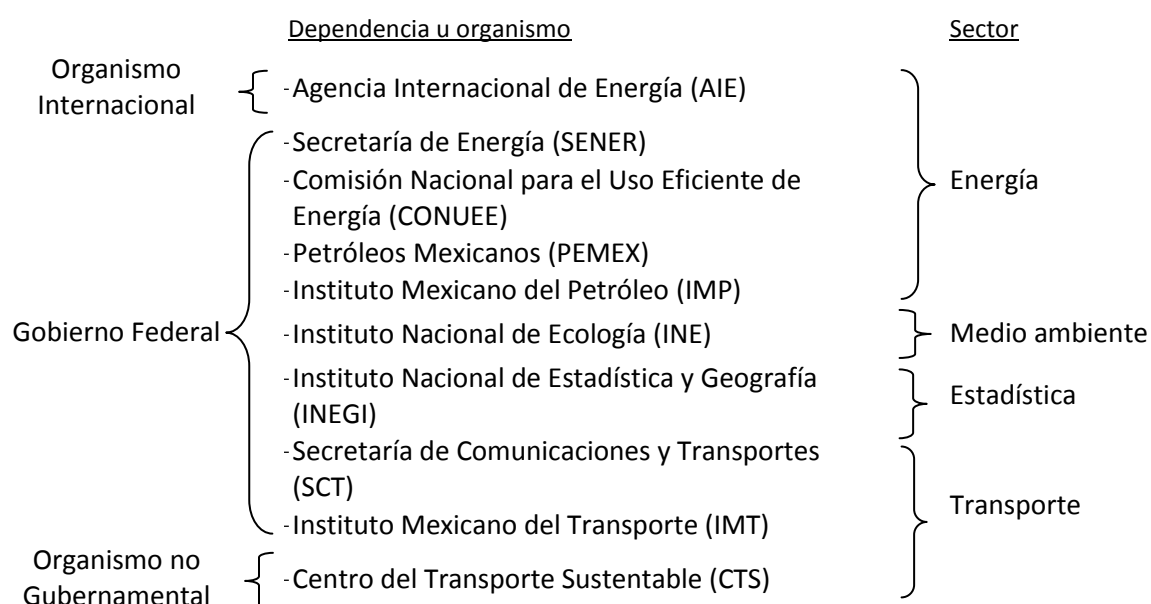 Dependencia u organismo
Sector
Organismo
Internacional
-Agencia Internacional de Energía (AIE)
-Secretaría de Energía (SENER)
-Comisión Nacional para el Uso Eficiente de
Energía (CONUEE)
-Petróleos Mexicanos (PEMEX)
-Instituto Mexicano del Petróleo (IMP)
Energía
Gobierno Federal
-Instituto Nacional de Ecología (INE)
Medio ambiente
-Instituto Nacional de Estadística y Geografía
(INEGI)
Estadística
-Secretaría de Comunicaciones y Transportes
(SCT)
-Instituto Mexicano del Transporte (IMT)
Transporte
Organismo no
Gubernamental
-Centro del Transporte Sustentable (CTS)